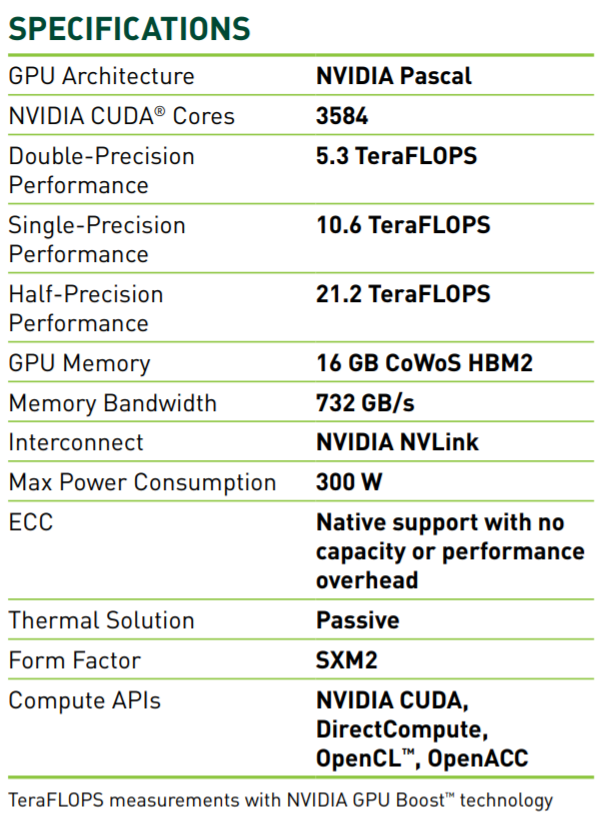 SPECIFICATIONS
GPU Architecture NVIDIA Pascal
NVIDIA CUDA® Cores 3584
Double-Precision 5.3 TeraFLOPS
Performance
Single-Precision 10.6 TeraFLOPS
Performance
Half-Precision 21.2 TeraFLOPS
Performance
GPU Memory 16 GB CoWoS HBM2
Memory Bandwidth 732 GB/s
Interconnect NVIDIA NVLink
Max Power Consumption 300 W
ECC Native support with no
capacity or performance
overhead
Thermal Solution Passive
Form Factor SXM2
Compute APIs NVIDIA CUDA,
DirectCompute,
OpenCL™, OpenACC
TeraFLOPS measurements with NVIDIA GPU Boost™ technology